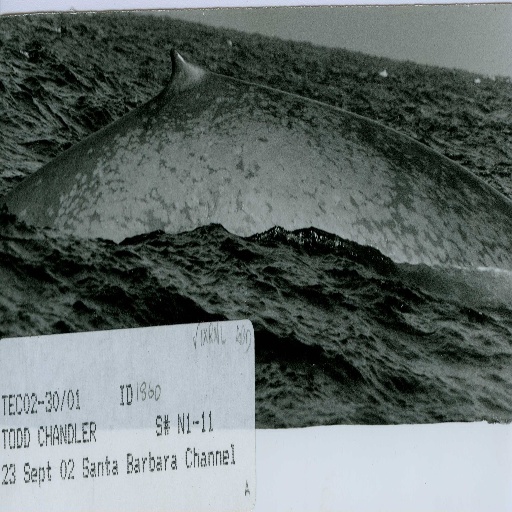 TEC02-30/01 ID 1860
TODD CHANDLER S# N1-11
23 Sept 02 Santa Barbara Channel
A